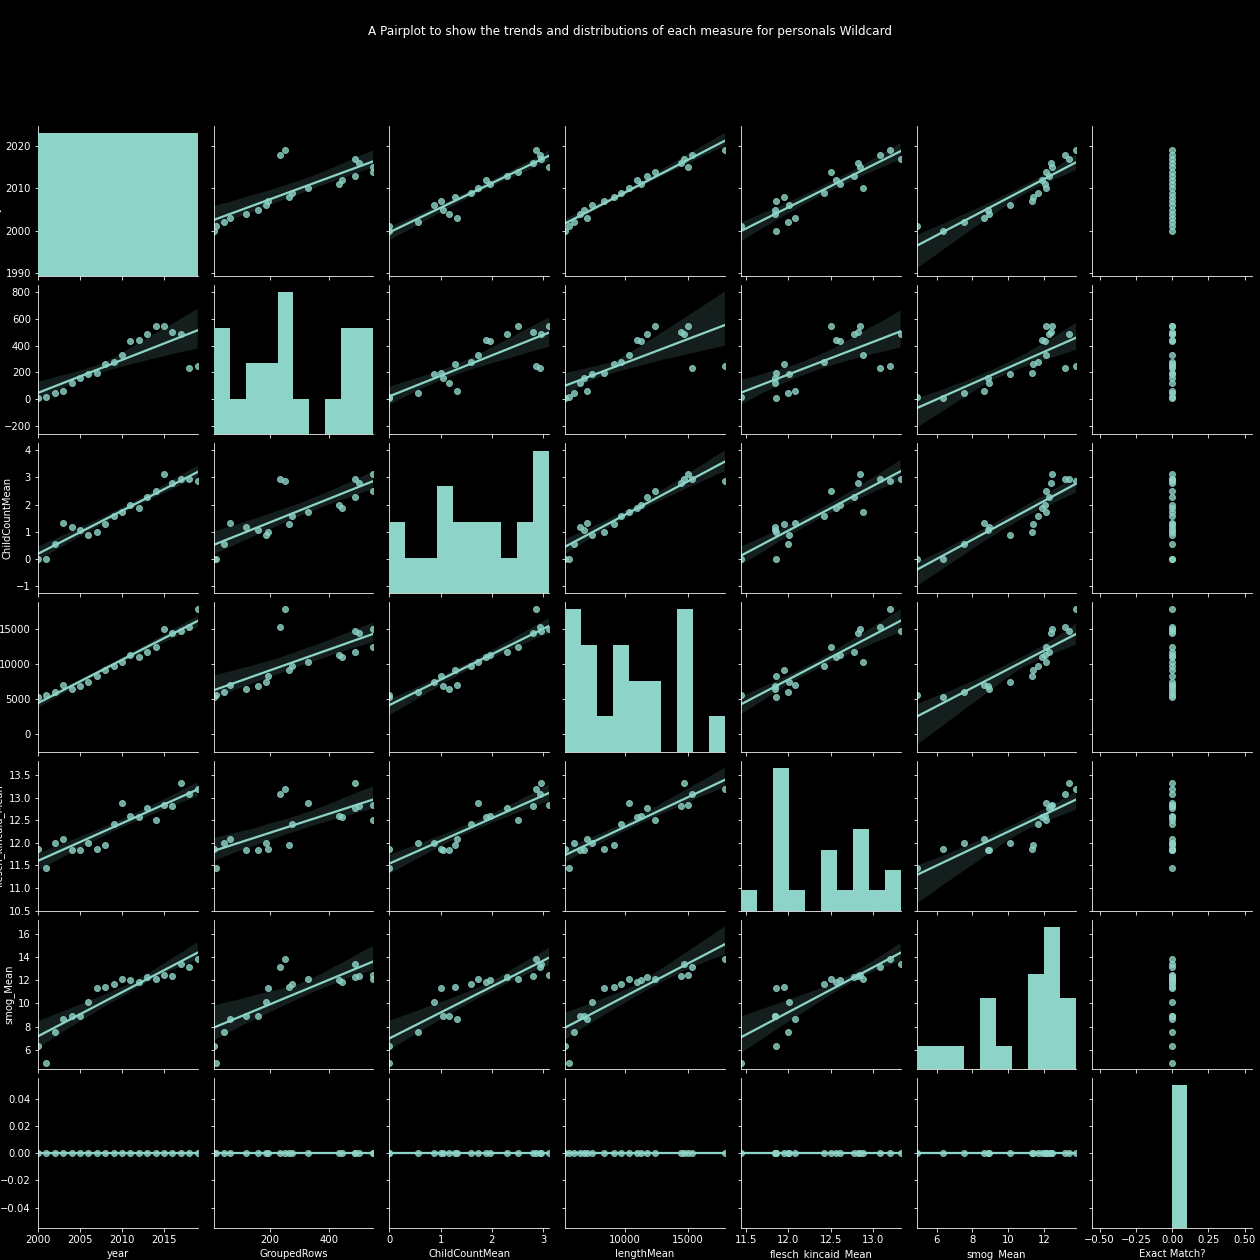 A Pairplot to show the trends and distributions of each measure for personals Wildcard
2020
2010
2000
1990
800
600
400
200
0
−200
ChildCountMean
4
3
2
1
0
−1
15000
10000
5000
0
flesch_kincaid_Mean
13.5
13.0
12.5
12.0
11.5
11.0
10.5
smog_Mean
16
14
12
10
8
6
0.04
0.02
0.00
−0.02
−0.04
2000 2005 2010 2015
200 400
0 1 2 3
10000 15000
11.5 12.0 12.5 13.0
6 8 10 12
−0.50 −0.25 0.00 0.25 0.50
year
GroupedRows
ChildCountMean
lengthMean
flesch_kincaid_Mean
smog_Mean
Exact Match?